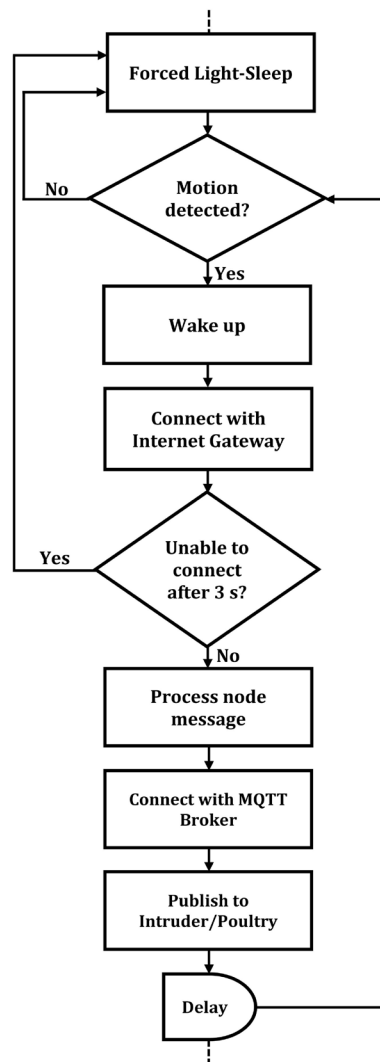 Forced Light-Sleep
No
Motion
detected?
Yes
Wake up
Connect with
Internet Gateway
Yes
Unable to
connect
after 3 s?
No
Process node
message
Connect with MQTT
Broker
Publish to
Intruder/Poultry
Delay